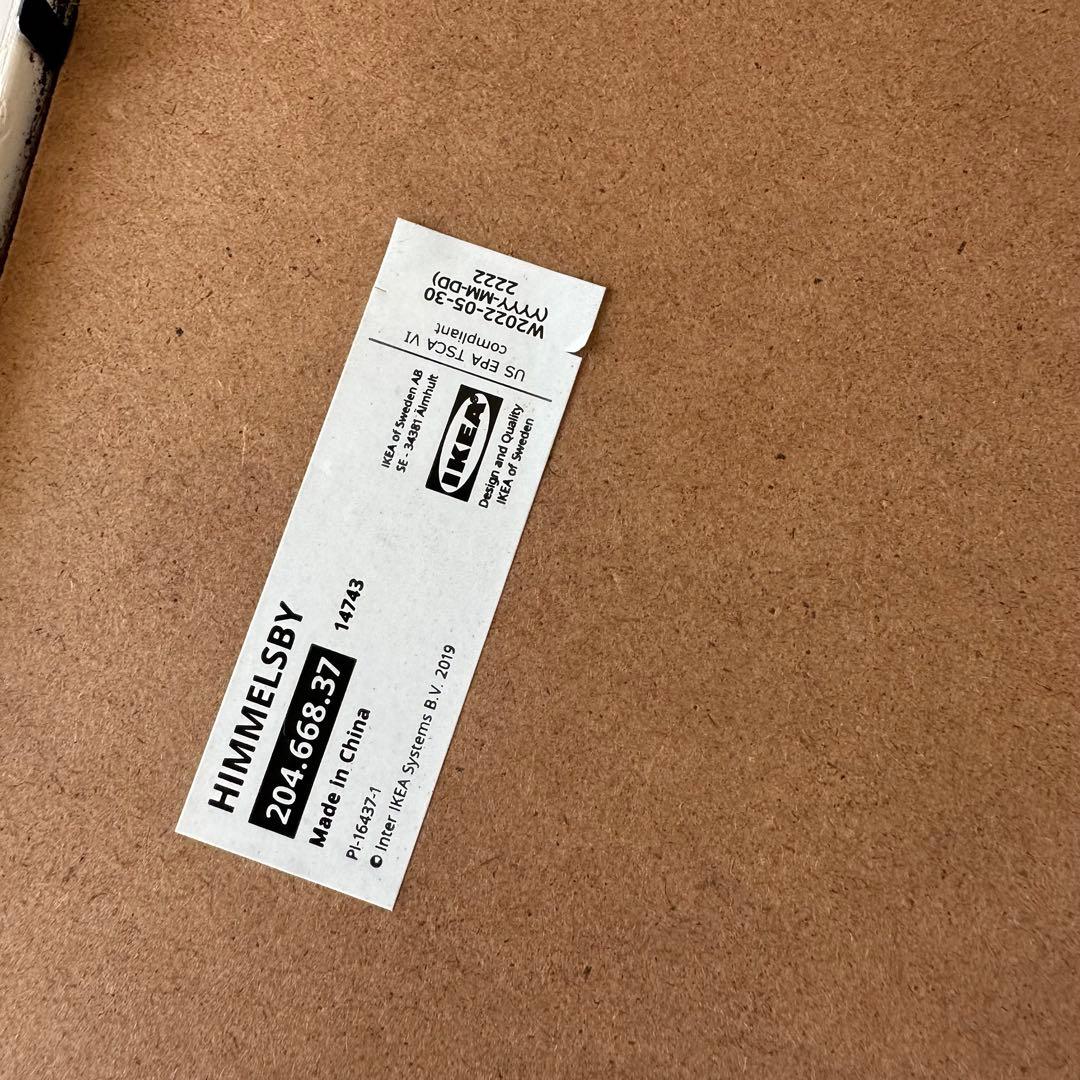 HIMMELSBY
204.668.37 14743
Made in China
PI-16437-1
© Inter IKEA Systems B.V. 2019
IKEA of Sweden AB
SE - 34381 Älmhult
IKEA®
Design and Quality
IKEA of Sweden
US EPA TSCA VI
compliant
W2022-05-30
(YYYY-MM-DD)
2222